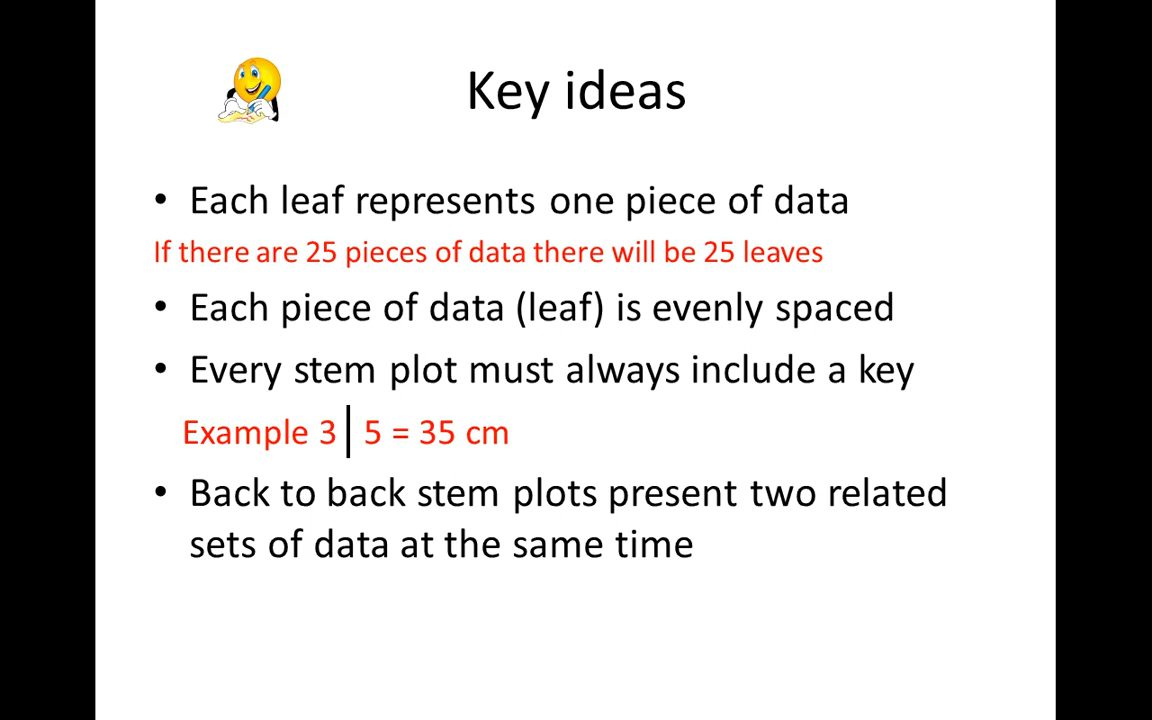 Key ideas
• Each leaf represents one piece of data
If there are 25 pieces of data there will be 25 leaves
• Each piece of data (leaf) is evenly spaced
• Every stem plot must always include a key
Example 3 | 5 = 35 cm
• Back to back stem plots present two related
sets of data at the same time